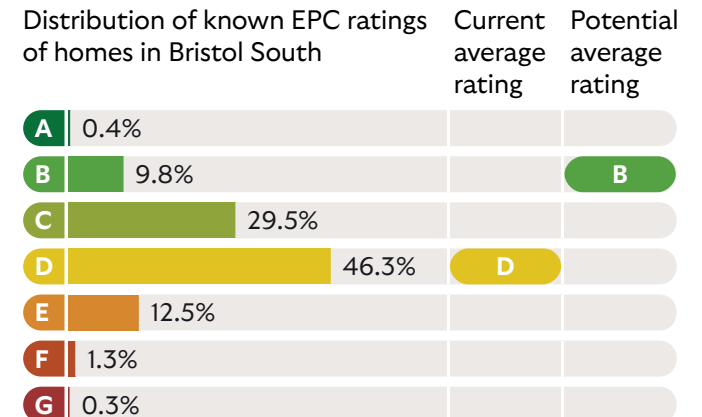 Distribution of known EPC ratings
of homes in Bristol South
Current
average
rating
Potential
average
rating
A 0.4%
B 9.8% B
C 29.5%
D 46.3% D
E 12.5%
F 1.3%
G 0.3%